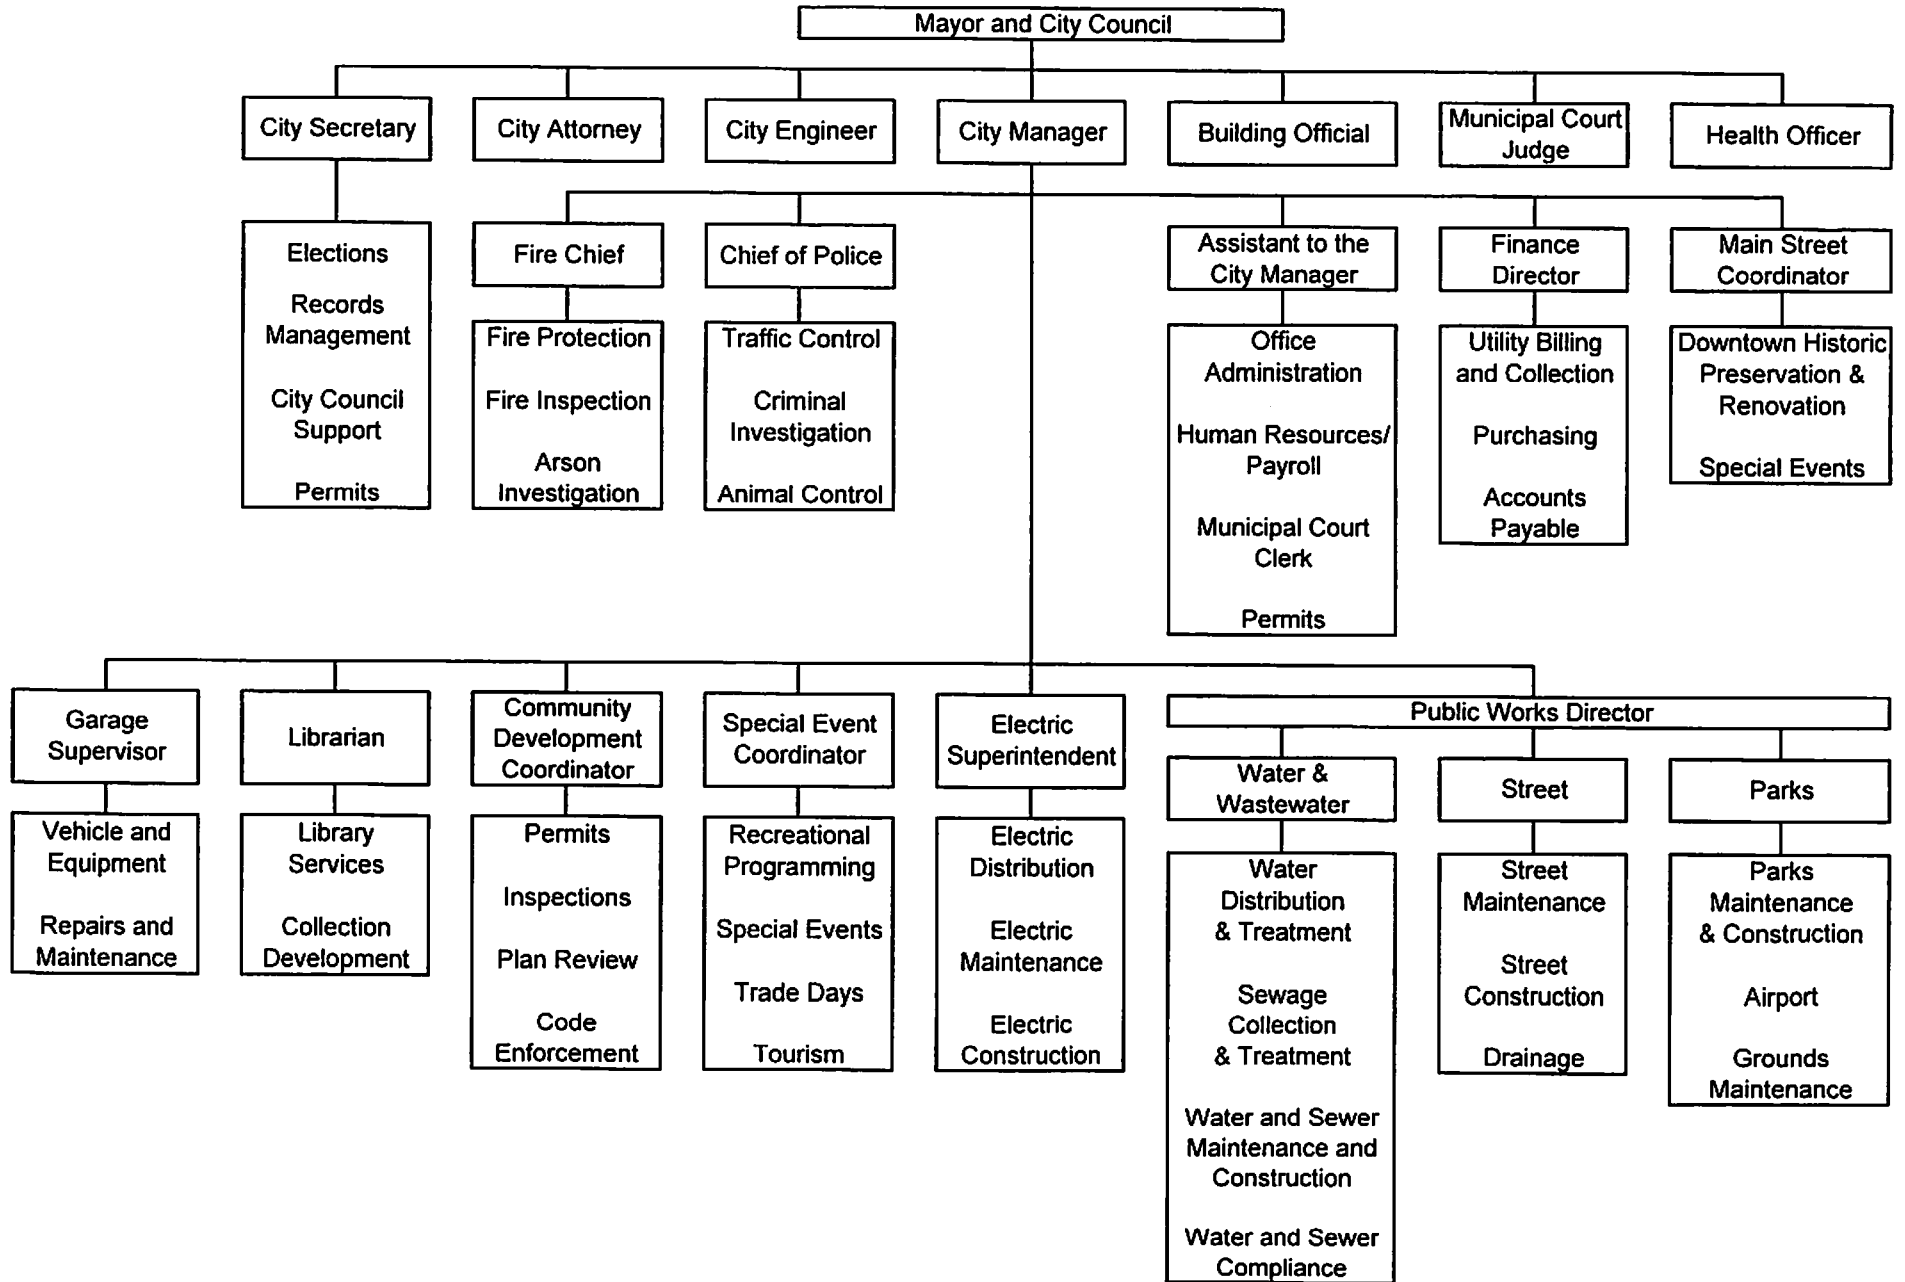 Mayor and City Council
City Secretary
City Attorney
City Engineer
City Manager
Building Official
Municipal Court
Judge
Health Officer
Elections
Records
Management
City Council
Support
Permits
Fire Chief
Fire Protection
Fire Inspection
Arson
Investigation
Chief of Police
Traffic Control
Criminal
Investigation
Animal Control
Assistant to the
City Manager
Office
Administration
Human Resources/
Payroll
Municipal Court
Clerk
Permits
Finance
Director
Utility Billing
and Collection
Purchasing
Accounts
Payable
Main Street
Coordinator
Downtown Historic
Preservation &
Renovation
Special Events
Garage
Supervisor
Vehicle and
Equipment
Repairs and
Maintenance
Librarian
Library
Services
Collection
Development
Community
Development
Coordinator
Permits
Inspections
Plan Review
Code
Enforcement
Special Event
Coordinator
Recreational
Programming
Special Events
Trade Days
Tourism
Electric
Superintendent
Electric
Distribution
Electric
Maintenance
Electric
Construction
Public Works Director
Water &
Wastewater
Water
Distribution
& Treatment
Sewage
Collection
& Treatment
Water and Sewer
Maintenance and
Construction
Water and Sewer
Compliance
Street
Street
Maintenance
Street
Construction
Drainage
Parks
Parks
Maintenance
& Construction
Airport
Grounds
Maintenance